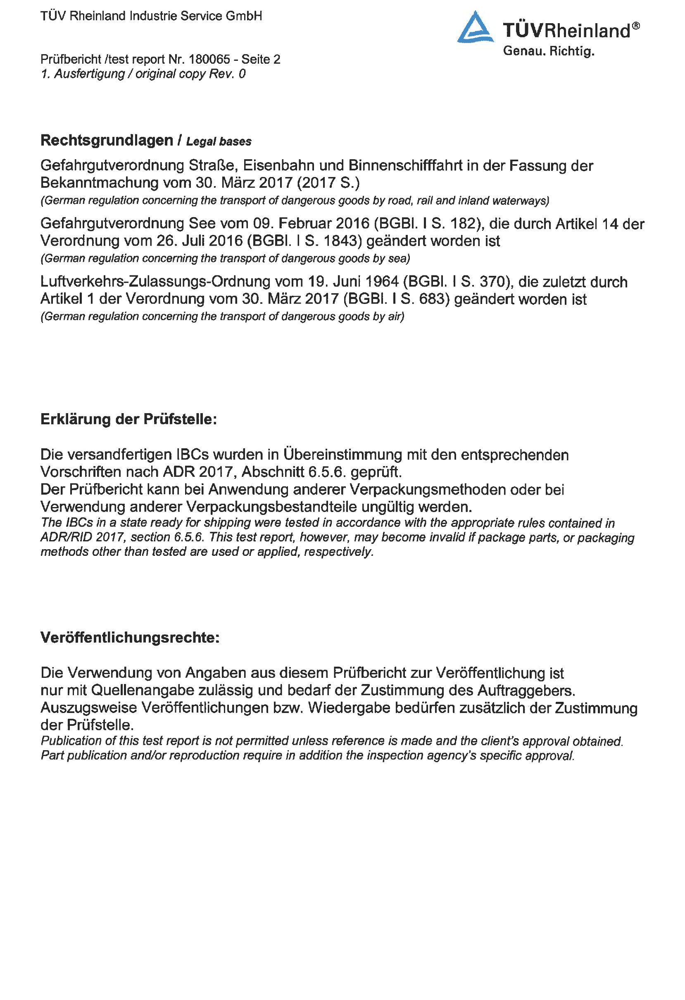 TÜV Rheinland Industrie Service GmbH
TÜVRheinland®
Genau. Richtig.
Prüfbericht /test report Nr. 180065 - Seite 2
1. Ausfertigung / original copy Rev. 0
Rechtsgrundlagen / Legal bases
Gefahrgutverordnung Straße, Eisenbahn und Binnenschifffahrt in der Fassung der
Bekanntmachung vom 30. März 2017 (2017 S.)
(German regulation concerning the transport of dangerous goods by road, rail and inland waterways)
Gefahrgutverordnung See vom 09. Februar 2016 (BGBl. I S. 182), die durch Artikel 14 der
Verordnung vom 26. Juli 2016 (BGBl. I S. 1843) geändert worden ist
(German regulation concerning the transport of dangerous goods by sea)
Luftverkehrs-Zulassungs-Ordnung vom 19. Juni 1964 (BGBl. I S. 370), die zuletzt durch
Artikel 1 der Verordnung vom 30. März 2017 (BGBl. I S. 683) geändert worden ist
(German regulation concerning the transport of dangerous goods by air)
Erklärung der Prüfstelle:
Die versandfertigen IBCs wurden in Übereinstimmung mit den entsprechenden
Vorschriften nach ADR 2017, Abschnitt 6.5.6. geprüft.
Der Prüfbericht kann bei Anwendung anderer Verpackungsmethoden oder bei
Verwendung anderer Verpackungsbestandteile ungültig werden.
The IBCs in a state ready for shipping were tested in accordance with the appropriate rules contained in
ADR/RID 2017, section 6.5.6. This test report, however, may become invalid if package parts, or packaging
methods other than tested are used or applied, respectively.
Veröffentlichungsrechte:
Die Verwendung von Angaben aus diesem Prüfbericht zur Veröffentlichung ist
nur mit Quellenangabe zulässig und bedarf der Zustimmung des Auftraggebers.
Auszugsweise Veröffentlichungen bzw. Wiedergabe bedürfen zusätzlich der Zustimmung
der Prüfstelle.
Publication of this test report is not permitted unless reference is made and the client's approval obtained.
Part publication and/or reproduction require in addition the inspection agency's specific approval.